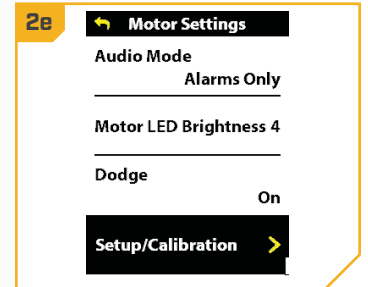 2e
Motor Settings
Audio Mode
Alarms Only
Motor LED Brightness 4
Dodge
On
Setup/Calibration